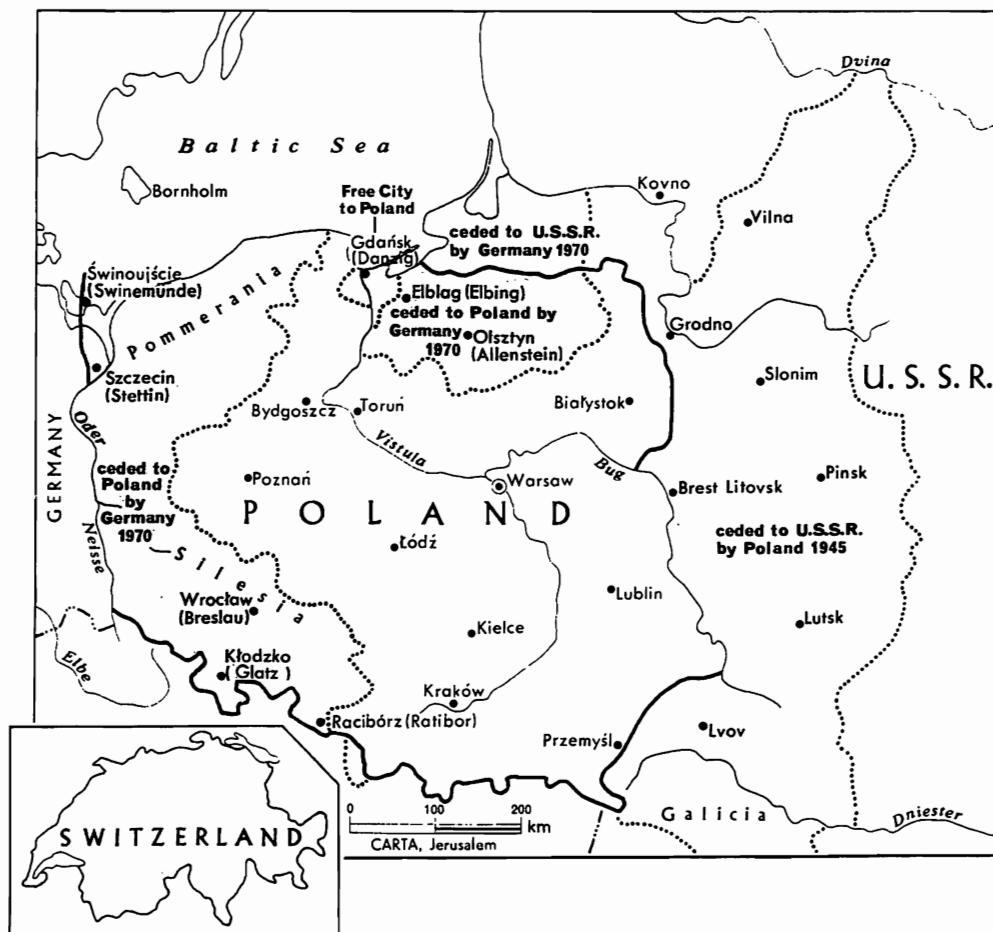 Dvina
Baltic Sea
Bornholm
Free City
to Poland
Kovno
Vilna
ceded to U.S.S.R.
by Germany
1970
Gdańsk
(Danzig)
Świnoujście
(Swinemünde)
Pommerania
Elblag (Elbing)
ceded to Poland by
Germany
1970
Olsztyn
(Allenstein)
Grodno
Szczecin
(Stettin)
Slonim
U.S.S.R.
Bydgoszcz
Toruń
Białystok
GERMANY
Oder
Vistula
Bug
ceded to
Poland
by
Germany
1970
Poznań
Warsaw
Brest Litovsk
Pinsk
POLAND
Neisse
Łódź
ceded to U.S.S.R.
by Poland 1945
Silesia
Wrocław
(Breslau)
Lublin
Lutsk
Kielce
Elbe
Kłodzko
(Glatz)
Kraków
Racibórz (Ratibor)
Przemyśl
Lvov
Galicia
Dniester
0 100 200
km
CARTA, Jerusalem
SWITZERLAND